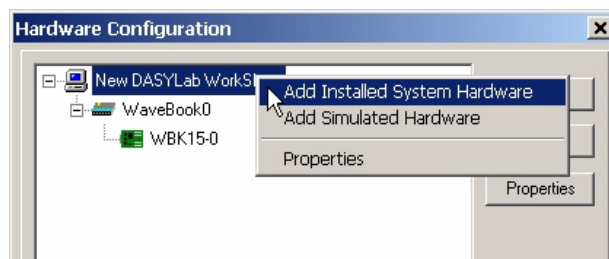 Hardware Configuration
New DASYLab WorkS
Add Installed System Hardware
WaveBook0
Add Simulated Hardware
WBK15-0
Properties
Properties